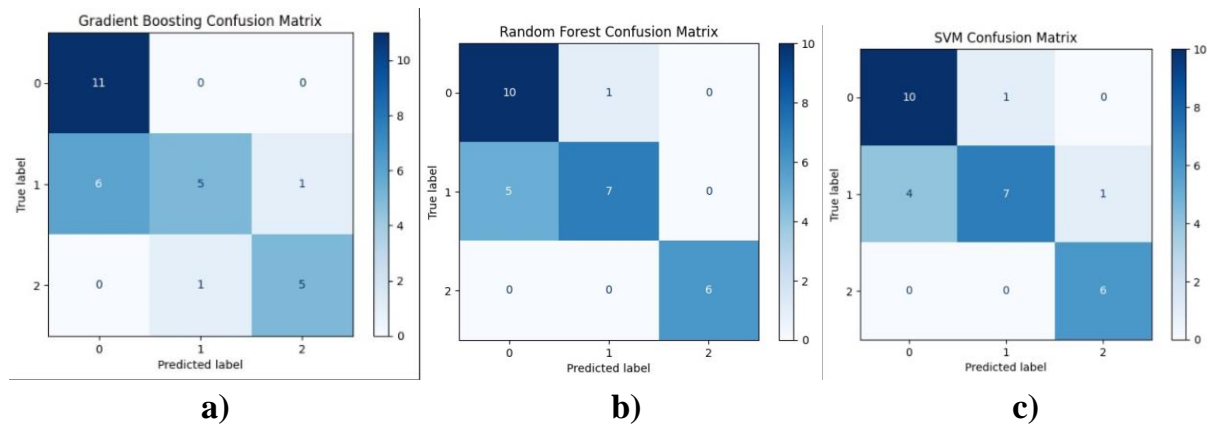 Gradient Boosting Confusion Matrix
True label
0
1
2
11 0 0
6 5 1
0 1 5
0 1 2
Predicted label
10
8
6
4
2
0
a)
Random Forest Confusion Matrix
True label
0
1
2
10 1 0
5 7 0
0 0 6
0 1 2
Predicted label
10
8
6
4
2
0
b)
SVM Confusion Matrix
True label
0
1
2
10 1 0
4 7 1
0 0 6
0 1 2
Predicted label
10
8
6
4
2
0
c)